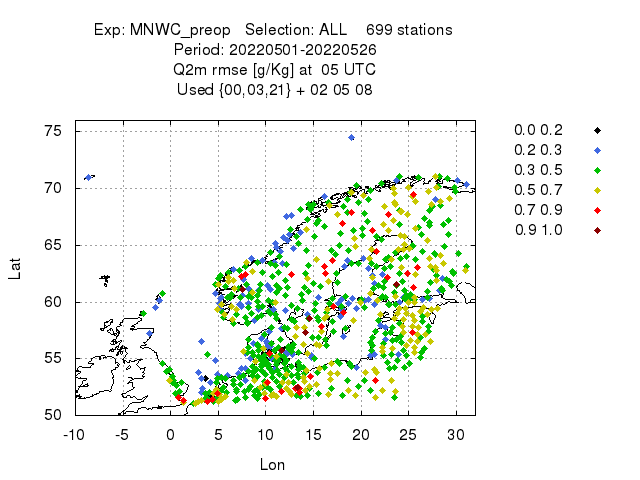 Exp: MNWC_preop   Selection: ALL    699 stations
Period: 20220501-20220526
Q2m rmse [g/Kg] at  05 UTC
Used {00,03,21} + 02 05 08
0.0 0.2
0.2 0.3
0.3 0.5
0.5 0.7
0.7 0.9
0.9 1.0
75
70
65
60
55
50
Lat
-10 -5 0 5 10 15 20 25 30
Lon